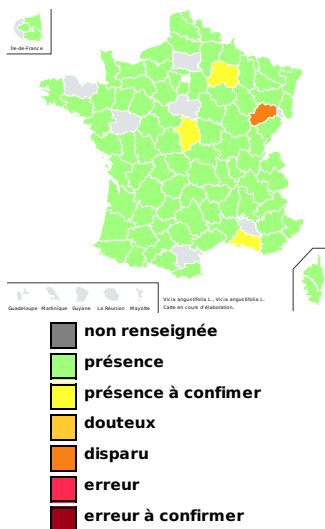 Île-de-France
Guadeloupe Martinique Guyane La Réunion Mayotte
Vicia angustifolia L., Vicia angustifolia L.
Carte en cours d'élaboration.
non renseignée
présence
présence à confimer
douteux
disparu
erreur
erreur à confirmer